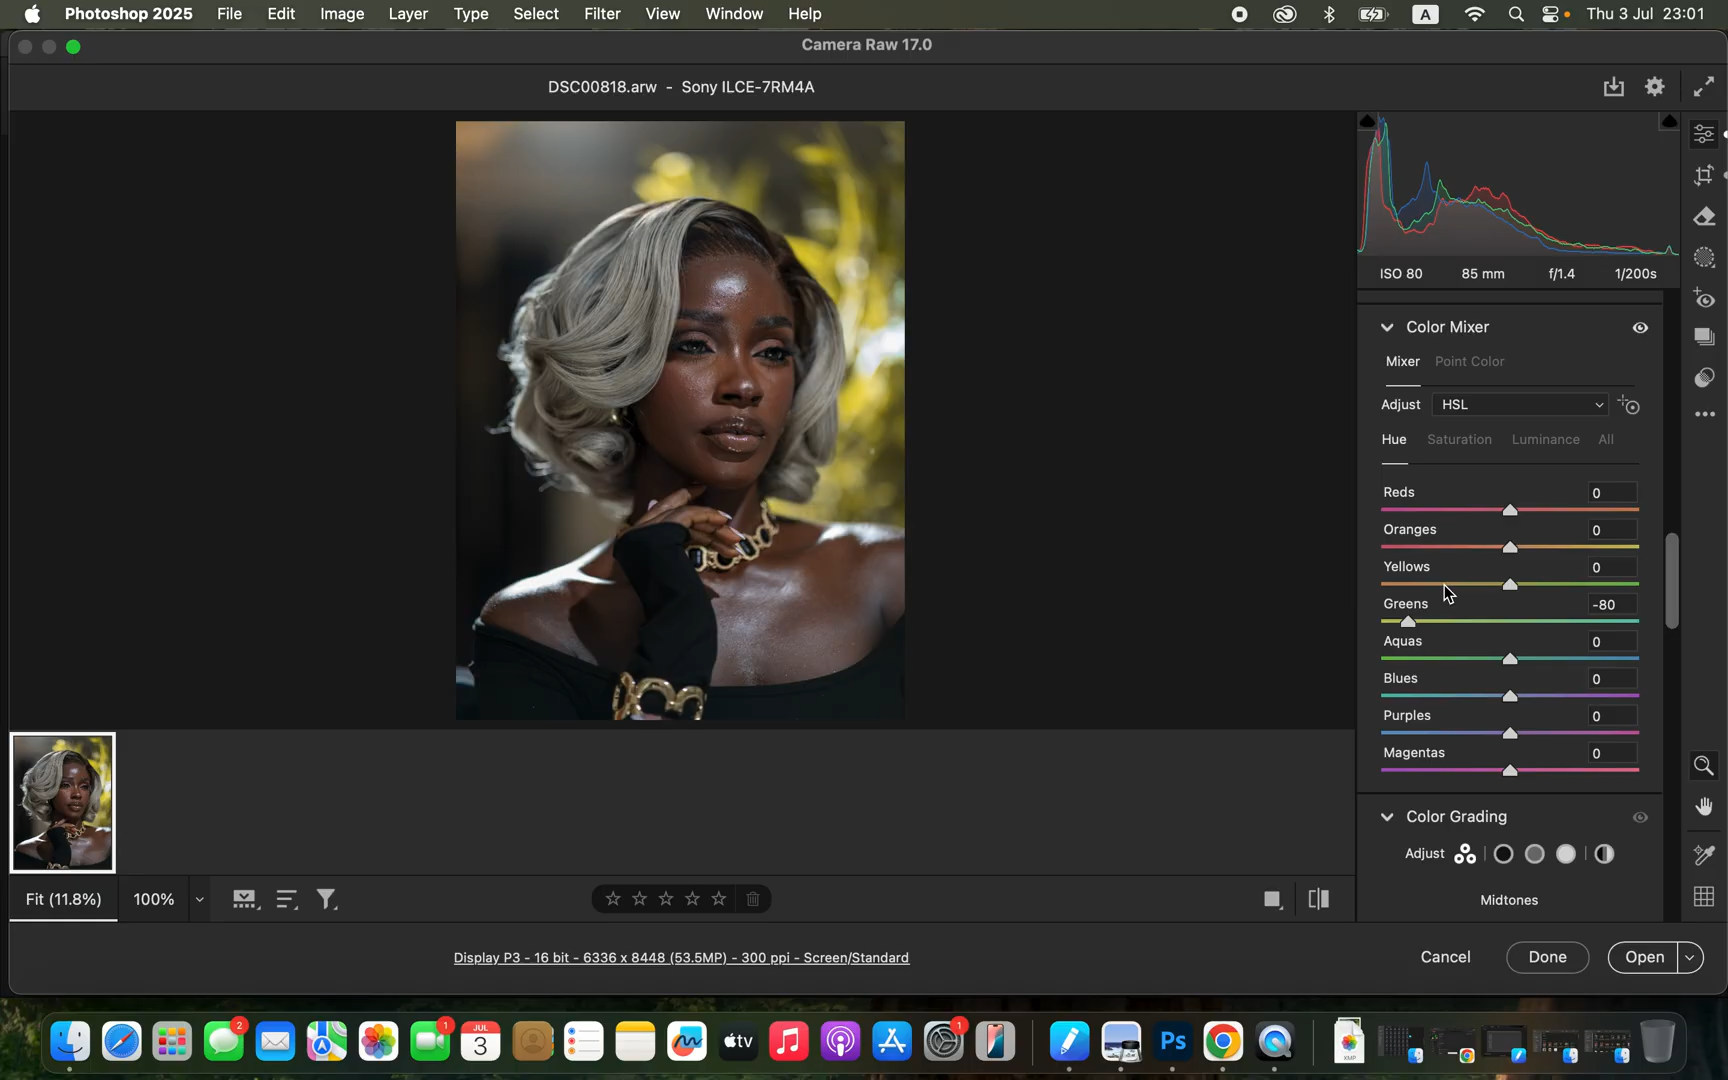 Photoshop 2025 File Edit Image Layer Type Select Filter View Window Help A Thu 3 Jul 23:01
Camera Raw 17.0
DSC00818.arw - Sony ILCE-7RM4A
ISO 80 85 mm f/1.4 1/200s
Color Mixer
Mixer Point Color
Adjust HSL
Hue Saturation Luminance All
Reds 0
Oranges 0
Yellows 0
Greens -80
Aquas 0
Blues 0
Purples 0
Magentas 0
Color Grading
Adjust
Midtones
Fit (11.8%) 100%
Display P3 - 16 bit - 6336 x 8448 (53.5MP) - 300 ppi - Screen/Standard
Cancel Done Open
2 1 JUL 3 tv 1 Ps XMP